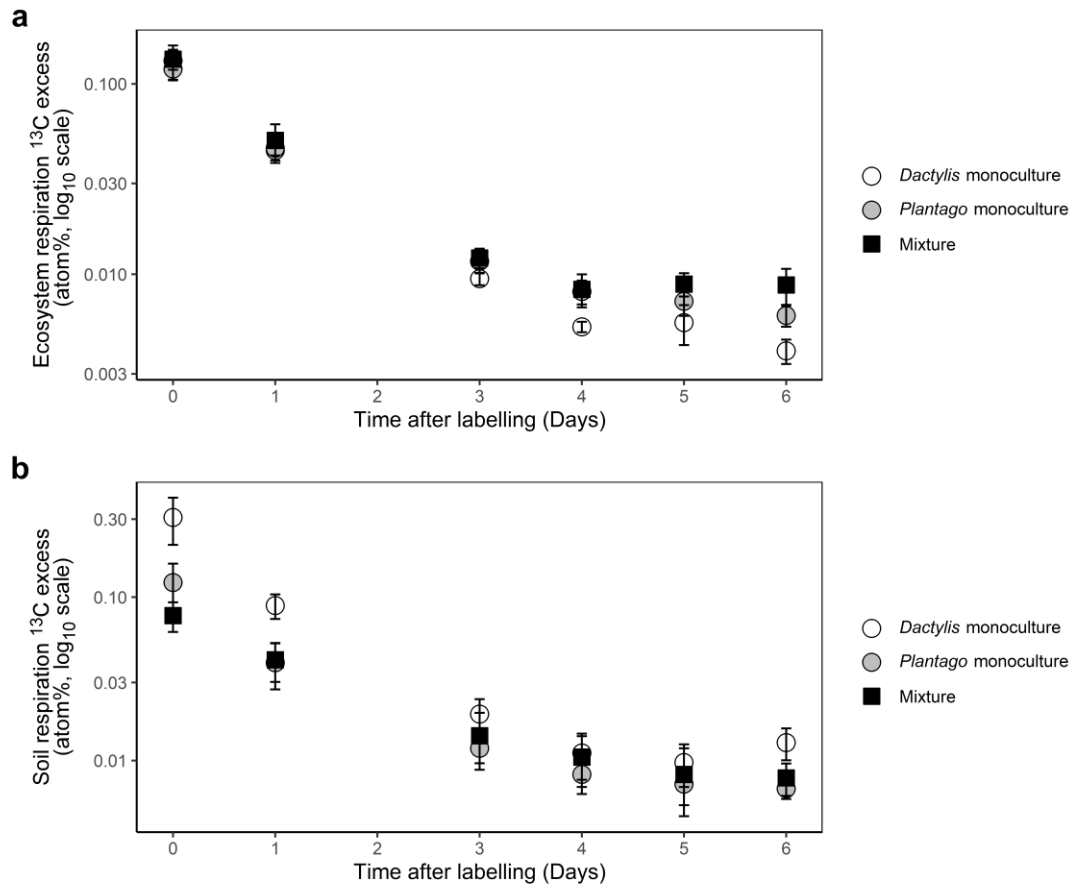 a
Ecosystem respiration ¹³C excess
(atom%, log₁₀ scale)
0.100
0.030
0.010
0.003
0 1 2 3 4 5 6
Time after labelling (Days)
Dactylis monoculture
Plantago monoculture
Mixture
b
Soil respiration ¹³C excess
(atom%, log₁₀ scale)
0.30
0.10
0.03
0.01
0 1 2 3 4 5 6
Time after labelling (Days)
Dactylis monoculture
Plantago monoculture
Mixture